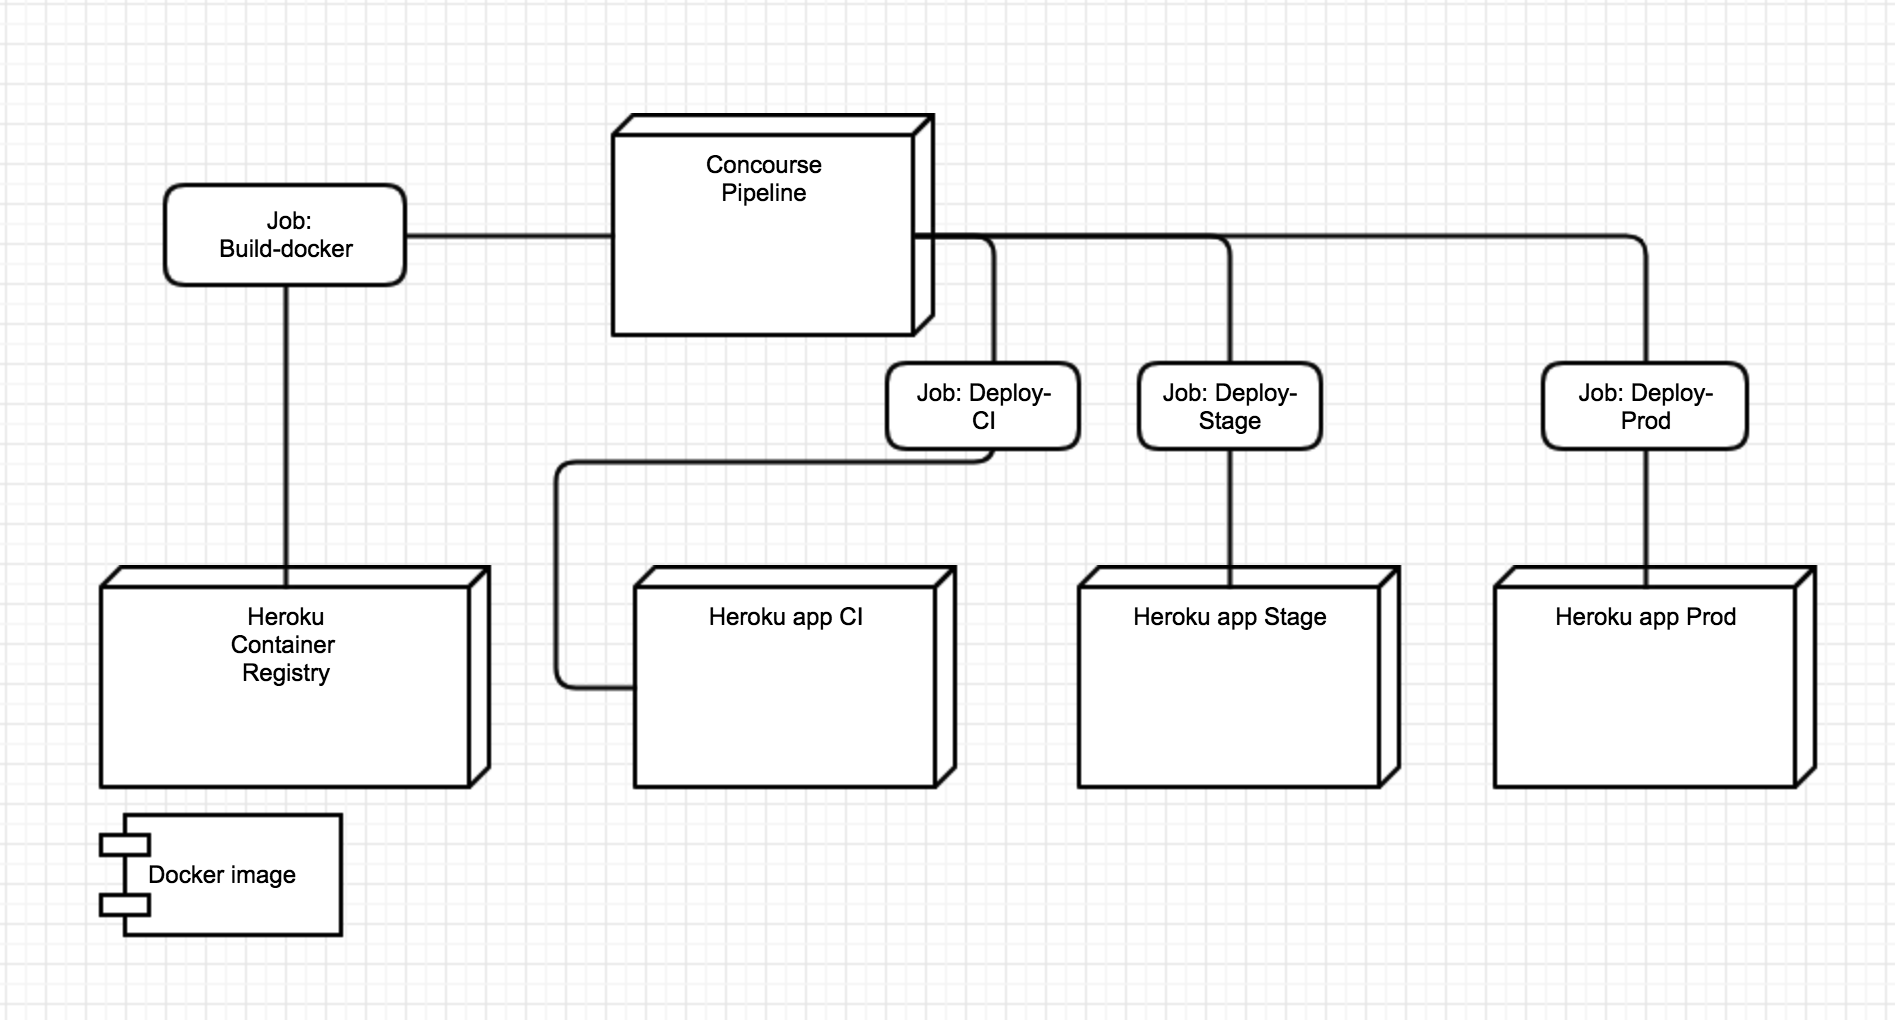 Concourse
Pipeline
Job:
Build-docker
Job: Deploy-
CI
Job: Deploy-
Stage
Job: Deploy-
Prod
Heroku
Container
Registry
Heroku app CI
Heroku app Stage
Heroku app Prod
Docker image